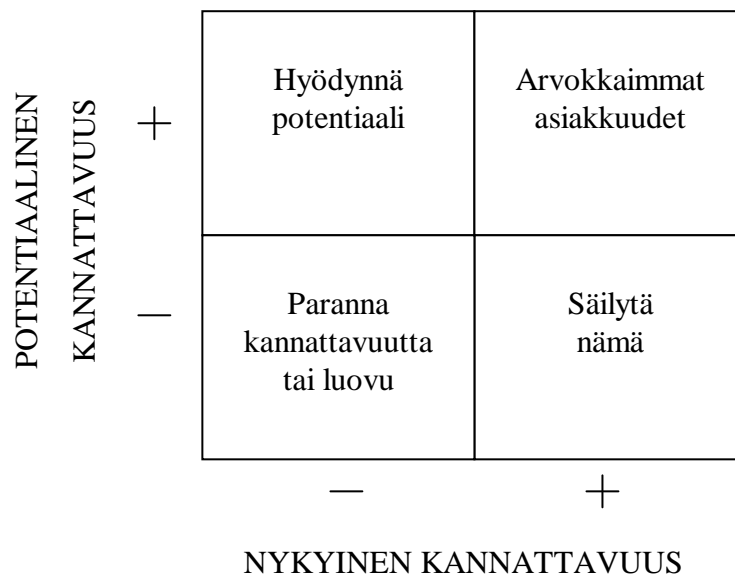 POTENTIAALINEN
KANNATTAVUUS
+
Hyödynnä
potentiaali
Arvokkaimmat
asiakkuudet
—
Paranna
kannattavuutta
tai luovu
Säilytä
nämä
— +
NYKYINEN KANNATTAVUUS